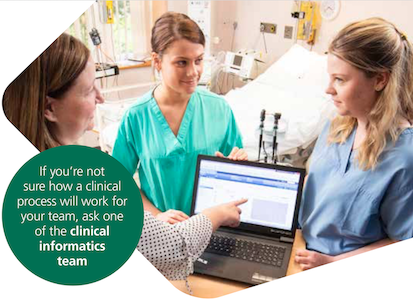 If you're not
sure how a clinical
process will work for
your team, ask one
of the clinical
informatics
team